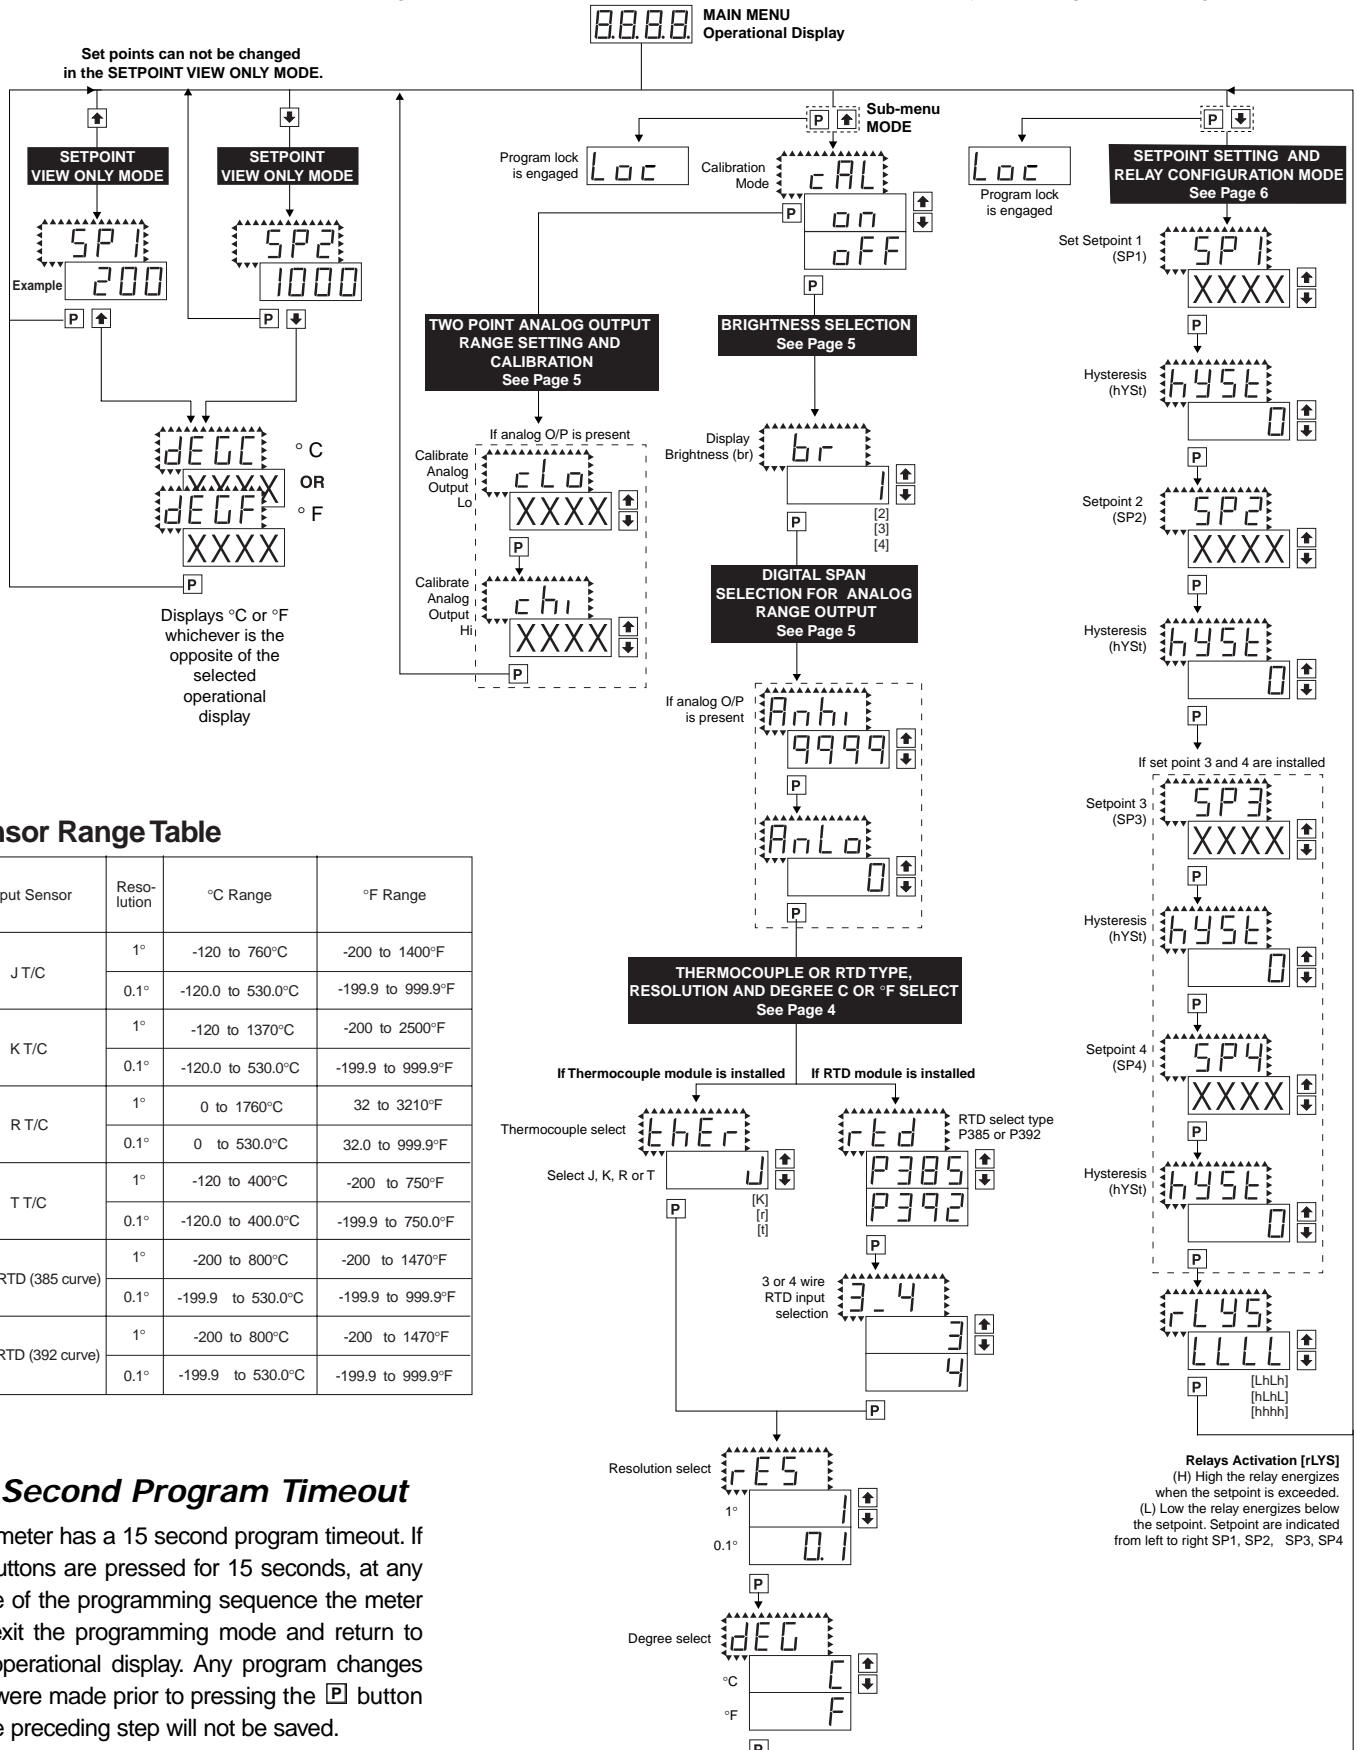 8.8.8.8.
MAIN MENU
Operational Display
Set points can not be changed
in the SETPOINT VIEW ONLY MODE.
SETPOINT
VIEW ONLY MODE
SP1
Example
200
P
SETPOINT
VIEW ONLY MODE
SP2
1000
P
dEGC
° C
XXXX
OR
dEGF
° F
XXXX
P
Displays °C or °F
whichever is the
opposite of the
selected
operational
display
P
Sub-menu
MODE
Program lock
is engaged
Loc
Calibration
Mode
cAL
P
on
oFF
P
TWO POINT ANALOG OUTPUT
RANGE SETTING AND
CALIBRATION
See Page 5
If analog O/P is present
Calibrate
Analog
Output
Lo
cLo
XXXX
P
Calibrate
Analog
Output
Hi
chi
XXXX
P
BRIGHTNESS SELECTION
See Page 5
Display
Brightness (br)
br
1
[2]
[3]
[4]
P
DIGITAL SPAN
SELECTION FOR ANALOG
RANGE OUTPUT
See Page 5
If analog O/P
is present
Anhi
9999
P
AnLo
0
P
THERMOCOUPLE OR RTD TYPE,
RESOLUTION AND DEGREE C OR °F SELECT
See Page 4
If Thermocouple module is installed
Thermocouple select
thEr
Select J, K, R or T
J
[K]
[r]
[t]
P
If RTD module is installed
rtd
RTD select type
P385 or P392
P385
P392
P
3 or 4 wire
RTD input
selection
3_4
3
4
P
Resolution select
rES
1°
1
0.1°
0.1
P
Degree select
dEG
°C
C
°F
F
P
P
Loc
Program lock
is engaged
SETPOINT SETTING AND
RELAY CONFIGURATION MODE
See Page 6
Set Setpoint 1
(SP1)
SP1
XXXX
P
Hysteresis
(hYSt)
hYSt
0
P
Setpoint 2
(SP2)
SP2
XXXX
P
Hysteresis
(hYSt)
hYSt
0
P
If set point 3 and 4 are installed
Setpoint 3
(SP3)
SP3
XXXX
P
Hysteresis
(hYSt)
hYSt
0
P
Setpoint 4
(SP4)
SP4
XXXX
P
Hysteresis
(hYSt)
hYSt
0
P
rLYS
LLLL
P
[LhLh]
[hLhL]
[hhhh]
Relays Activation [rLYS]
(H) High the relay energizes
when the setpoint is exceeded.
(L) Low the relay energizes below
the setpoint. Setpoint are indicated
from left to right SP1, SP2, SP3, SP4
nsor Range Table
put Sensor Reso-lution °C Range °F Range
J T/C 1° -120 to 760°C -200 to 1400°F
0.1° -120.0 to 530.0°C -199.9 to 999.9°F
K T/C 1° -120 to 1370°C -200 to 2500°F
0.1° -120.0 to 530.0°C -199.9 to 999.9°F
R T/C 1° 0 to 1760°C 32 to 3210°F
0.1° 0 to 530.0°C 32.0 to 999.9°F
T T/C 1° -120 to 400°C -200 to 750°F
0.1° -120.0 to 400.0°C -199.9 to 750.0°F
RTD (385 curve) 1° -200 to 800°C -200 to 1470°F
0.1° -199.9 to 530.0°C -199.9 to 999.9°F
RTD (392 curve) 1° -200 to 800°C -200 to 1470°F
0.1° -199.9 to 530.0°C -199.9 to 999.9°F
Second Program Timeout
meter has a 15 second program timeout. If
uttons are pressed for 15 seconds, at any
e of the programming sequence the meter
exit the programming mode and return to
operational display. Any program changes
were made prior to pressing the P button
e preceding step will not be saved.